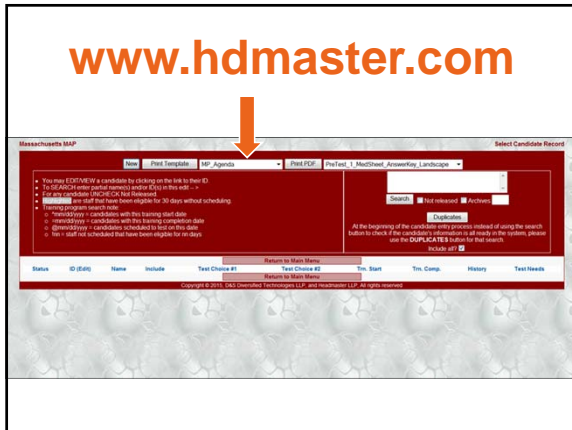 www.hdmaster.com
Massachusetts MAP
Select Candidate Record
New Print Template MP_Agenda Print PDF PreTest_1_MedSheet_AnswerKey_Landscape
You may EDIT/VIEW a candidate by clicking on the link to their ID.
To SEARCH enter partial name(s) and/or ID(s) in this edit -->
For any candidate UNCHECK Not Released.
Highlighted are staff that have been eligible for 30 days without scheduling.
Training program search note:
*mm/dd/yyyy = candidates with this training start date
=mm/dd/yyyy = candidates with this training completion date
@mm/dd/yyyy = candidates scheduled to test on this date
!nn = staff not scheduled that have been eligible for nn days
Search Not released Archives
Duplicates
At the beginning of the candidate entry process instead of using the search
button to check if the candidate's information is all ready in the system, please
use the DUPLICATES button for that search.
Include all?
Return to Main Menu
Status ID (Edit) Name Include Test Choice #1 Test Choice #2 Trn. Start Trn. Comp. History Test Needs
Return to Main Menu
Copyright © 2015, D&S Diversified Technologies LLP, and Headmaster LLP. All rights reserved